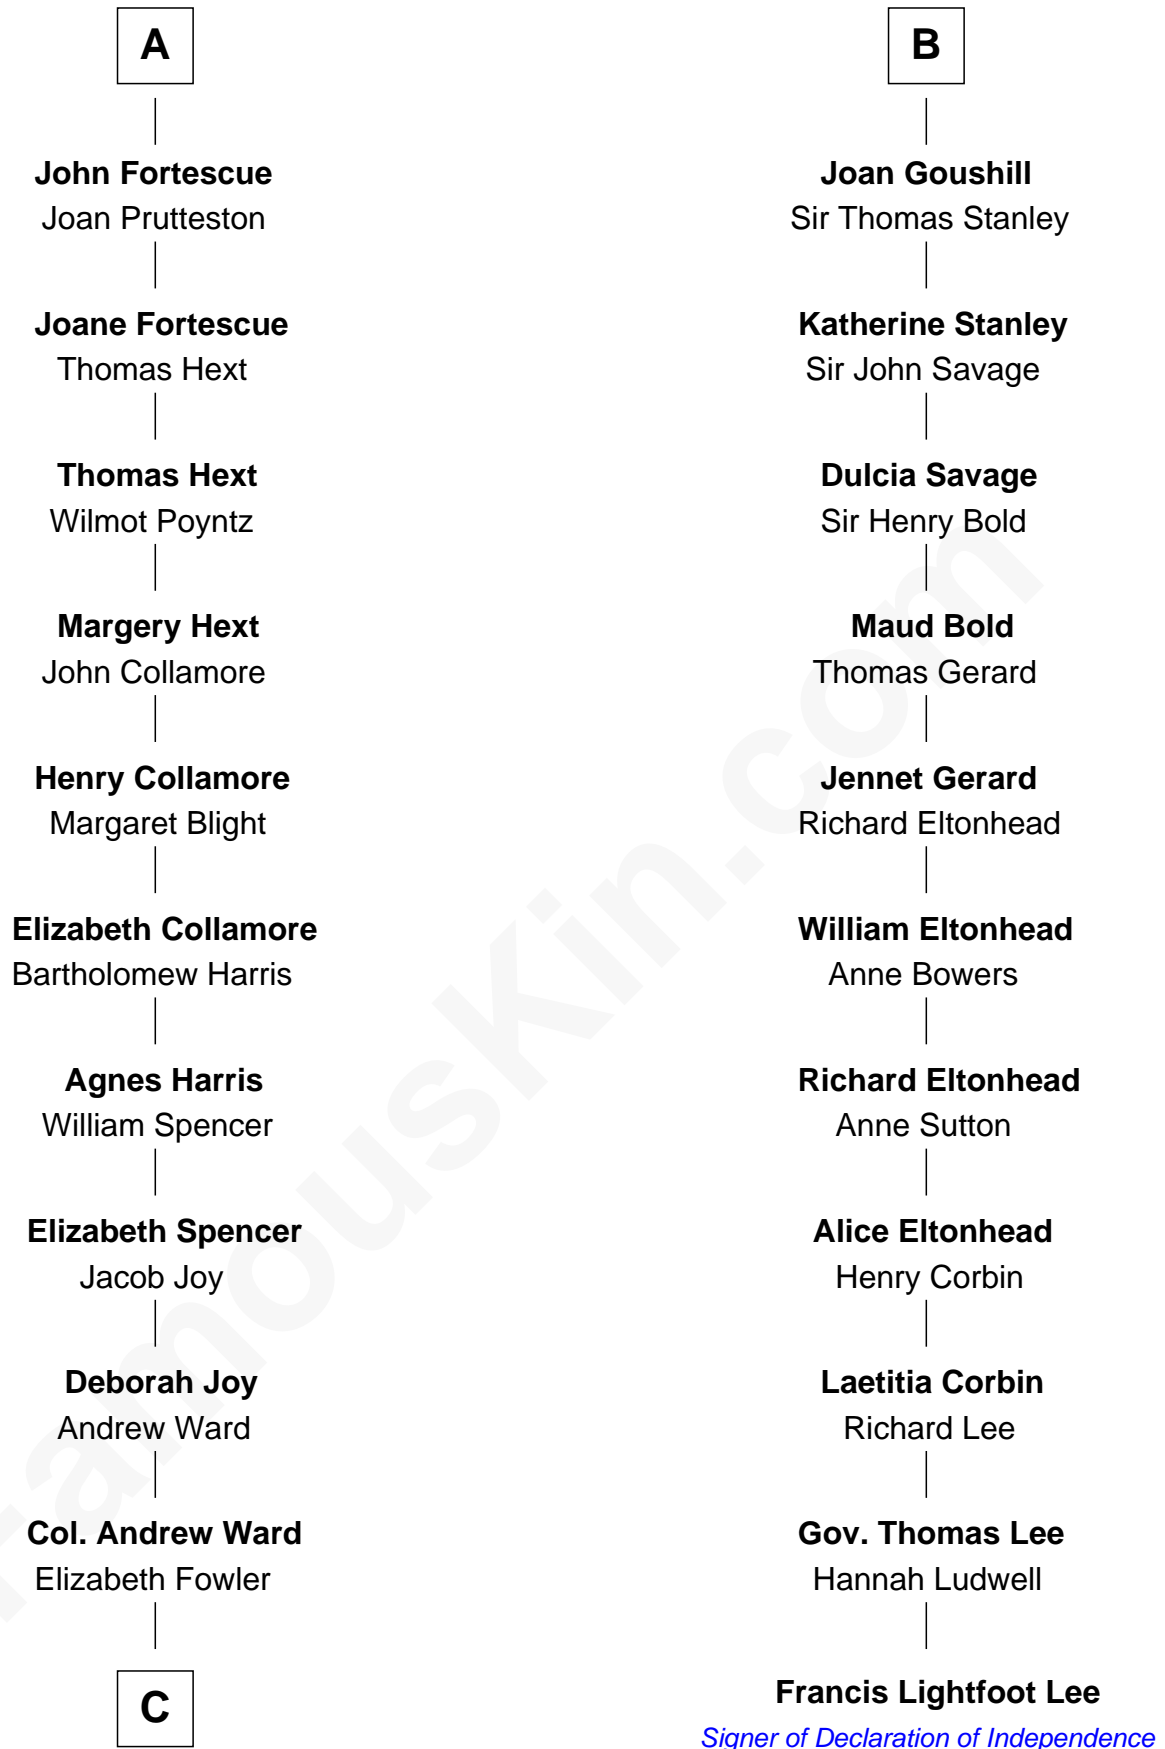 A
John Fortescue
Joan Prutteston
Joane Fortescue
Thomas Hext
Thomas Hext
Wilmot Poyntz
Margery Hext
John Collamore
Henry Collamore
Margaret Blight
Elizabeth Collamore
Bartholomew Harris
Agnes Harris
William Spencer
Elizabeth Spencer
Jacob Joy
Deborah Joy
Andrew Ward
Col. Andrew Ward
Elizabeth Fowler
C
B
Joan Goushill
Sir Thomas Stanley
Katherine Stanley
Sir John Savage
Dulcia Savage
Sir Henry Bold
Maud Bold
Thomas Gerard
Jennet Gerard
Richard Eltonhead
William Eltonhead
Anne Bowers
Richard Eltonhead
Anne Sutton
Alice Eltonhead
Henry Corbin
Laetitia Corbin
Richard Lee
Gov. Thomas Lee
Hannah Ludwell
Francis Lightfoot Lee
Signer of Declaration of Independence
FamousKin.com